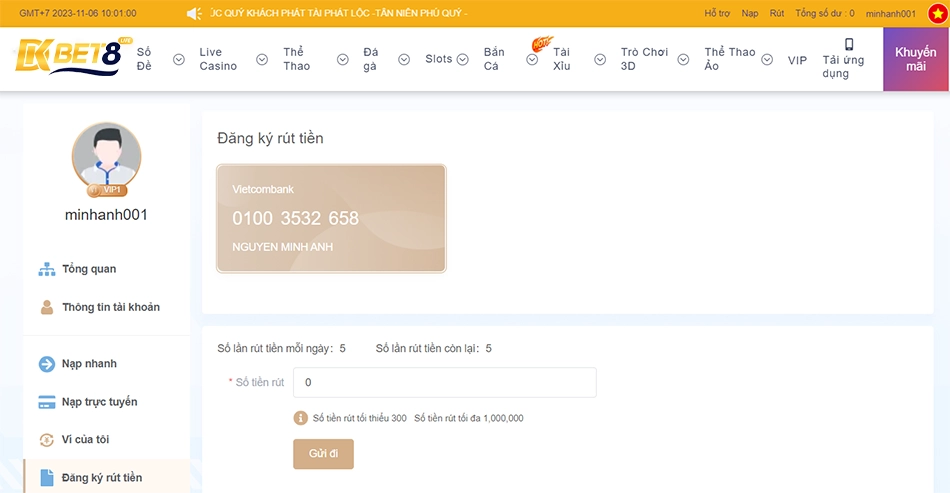 GMT+7 2023-11-06 10:01:00
ÚC QUÝ KHÁCH PHÁT TÀI PHÁT LỘC -TÂN NIÊN PHÚ QUÝ -
Hỗ trợ Nạp Rút Tổng số dư : 0 minhanh001
DKBET8 LIVE
Số Đề
Live Casino
Thể Thao
Đá gà
Slots
Bắn Cá
HOT
Tài Xỉu
Trò Chơi 3D
Thể Thao Ảo
VIP
Tải ứng dụng
Khuyến mãi
VIP1
minhanh001
Tổng quan
Thông tin tài khoản
Nạp nhanh
Nạp trực tuyến
Ví của tôi
Đăng ký rút tiền
Đăng ký rút tiền
Vietcombank
0100 3532 658
NGUYEN MINH ANH
Số lần rút tiền mỗi ngày: 5 Số lần rút tiền còn lại: 5
* Số tiền rút 0
Số tiền rút tối thiểu 300 Số tiền rút tối đa 1,000,000
Gửi đi